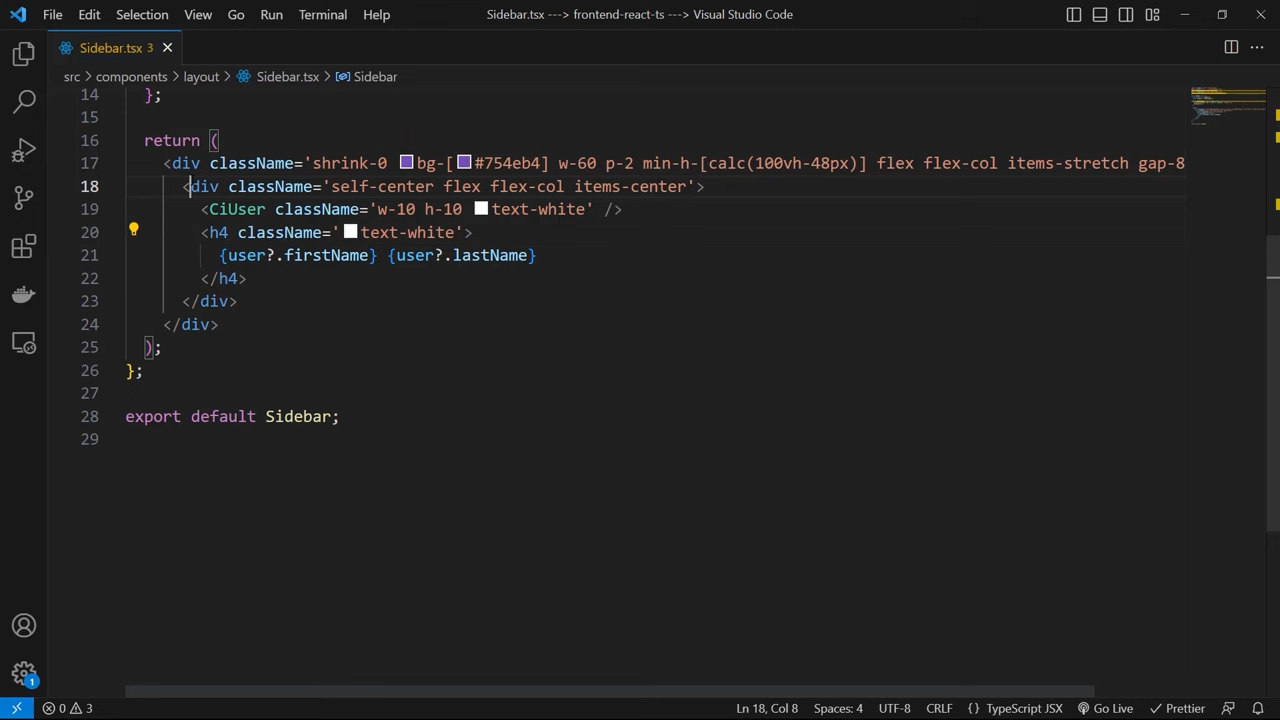 File Edit Selection View Go Run Terminal Help Sidebar.tsx ---> frontend-react-ts ---> Visual Studio Code
Sidebar.tsx 3
src > components > layout > Sidebar.tsx > Sidebar
14 };
15
16 return (
17 <div className='shrink-0 bg-[#754eb4] w-60 p-2 min-h-[calc(100vh-48px)] flex flex-col items-stretch gap-8
18 <div className='self-center flex flex-col items-center'>
19 <CiUser className='w-10 h-10 text-white' />
20 <h4 className='text-white'>
21 {user?.firstName} {user?.lastName}
22 </h4>
23 </div>
24 </div>
25 );
26 };
27
28 export default Sidebar;
29
1
0 3 Ln 18, Col 8 Spaces: 4 UTF-8 CRLF {} TypeScript JSX Go Live Prettier